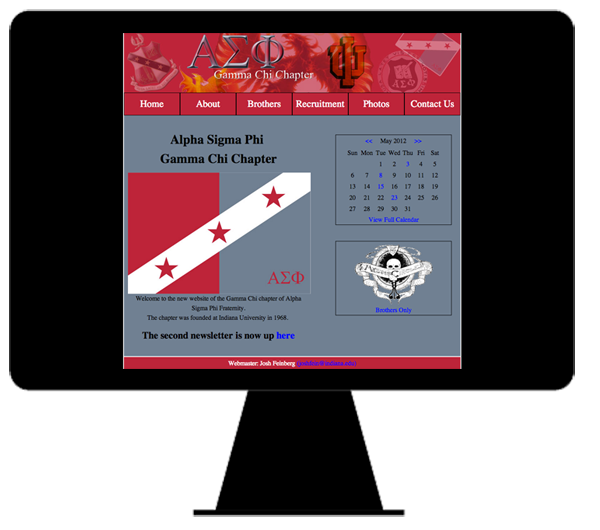 ΑΣΦ
Gamma Chi Chapter
Home About Brothers Recruitment Photos Contact Us
Alpha Sigma Phi
Gamma Chi Chapter
ΑΣΦ
Welcome to the new website of the Gamma Chi chapter of Alpha
Sigma Phi Fraternity.
The chapter was founded at Indiana University in 1968.
The second newsletter is now up here
<< May 2012 >>
Sun Mon Tue Wed Thu Fri Sat
1 2 3 4 5
6 7 8 9 10 11 12
13 14 15 16 17 18 19
20 21 22 23 24 25 26
27 28 29 30 31
View Full Calendar
Brothers Only
Webmaster: Josh Feinberg